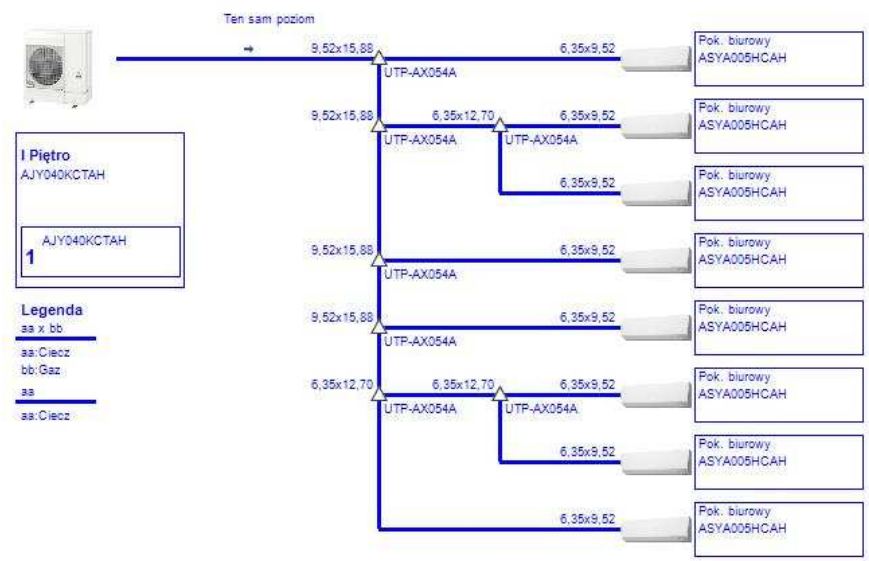 Ten sam poziom
9,52x15,88
6,35x9,52
UTP-AX054A
Pok. biurowy
ASYA005HCAH
9,52x15,88
6,35x12,70
6,35x9,52
UTP-AX054A
UTP-AX054A
Pok. biurowy
ASYA005HCAH
I Piętro
AJY040KCTAH
6,35x9,52
Pok. biurowy
ASYA005HCAH
AJY040KCTAH
1
9,52x15,88
6,35x9,52
UTP-AX054A
Pok. biurowy
ASYA005HCAH
Legenda
aa x bb
aa:Ciecz
bb:Gaz
aa
aa:Ciecz
9,52x15,88
6,35x9,52
UTP-AX054A
Pok. biurowy
ASYA005HCAH
6,35x12,70
6,35x12,70
6,35x9,52
UTP-AX054A
UTP-AX054A
Pok. biurowy
ASYA005HCAH
6,35x9,52
Pok. biurowy
ASYA005HCAH
6,35x9,52
Pok. biurowy
ASYA005HCAH